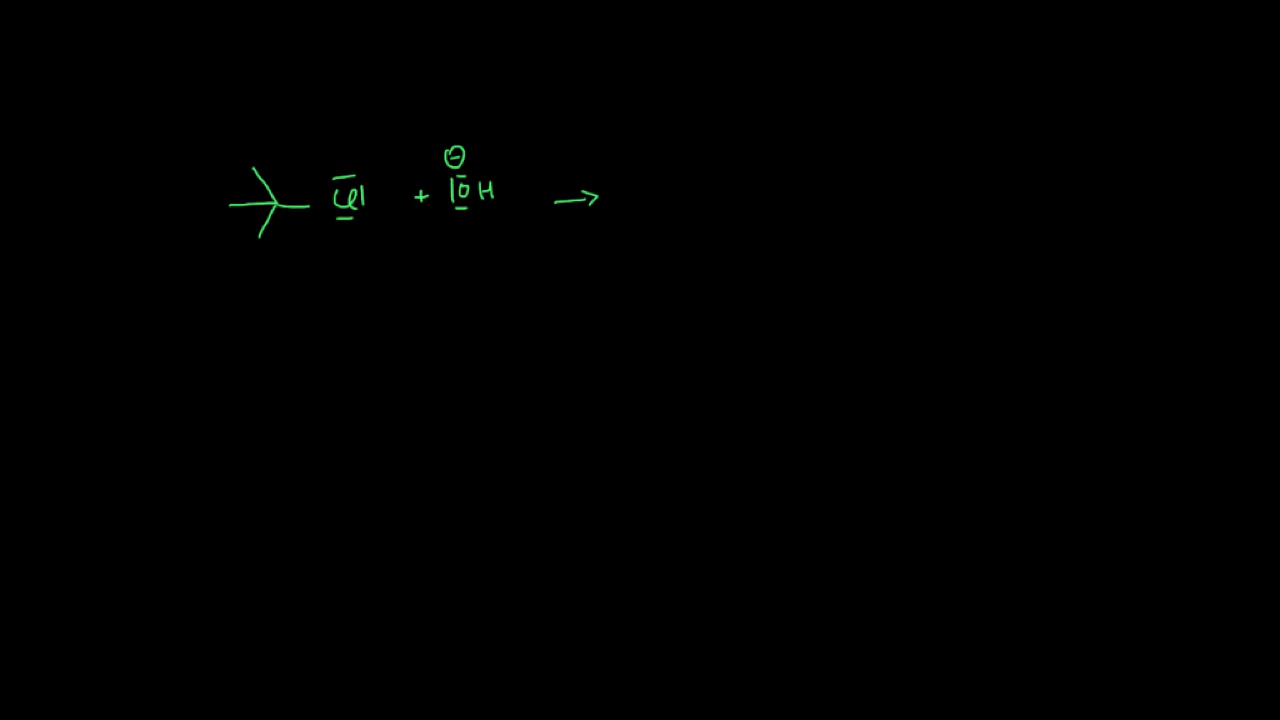 ⊖
Cl + OH →